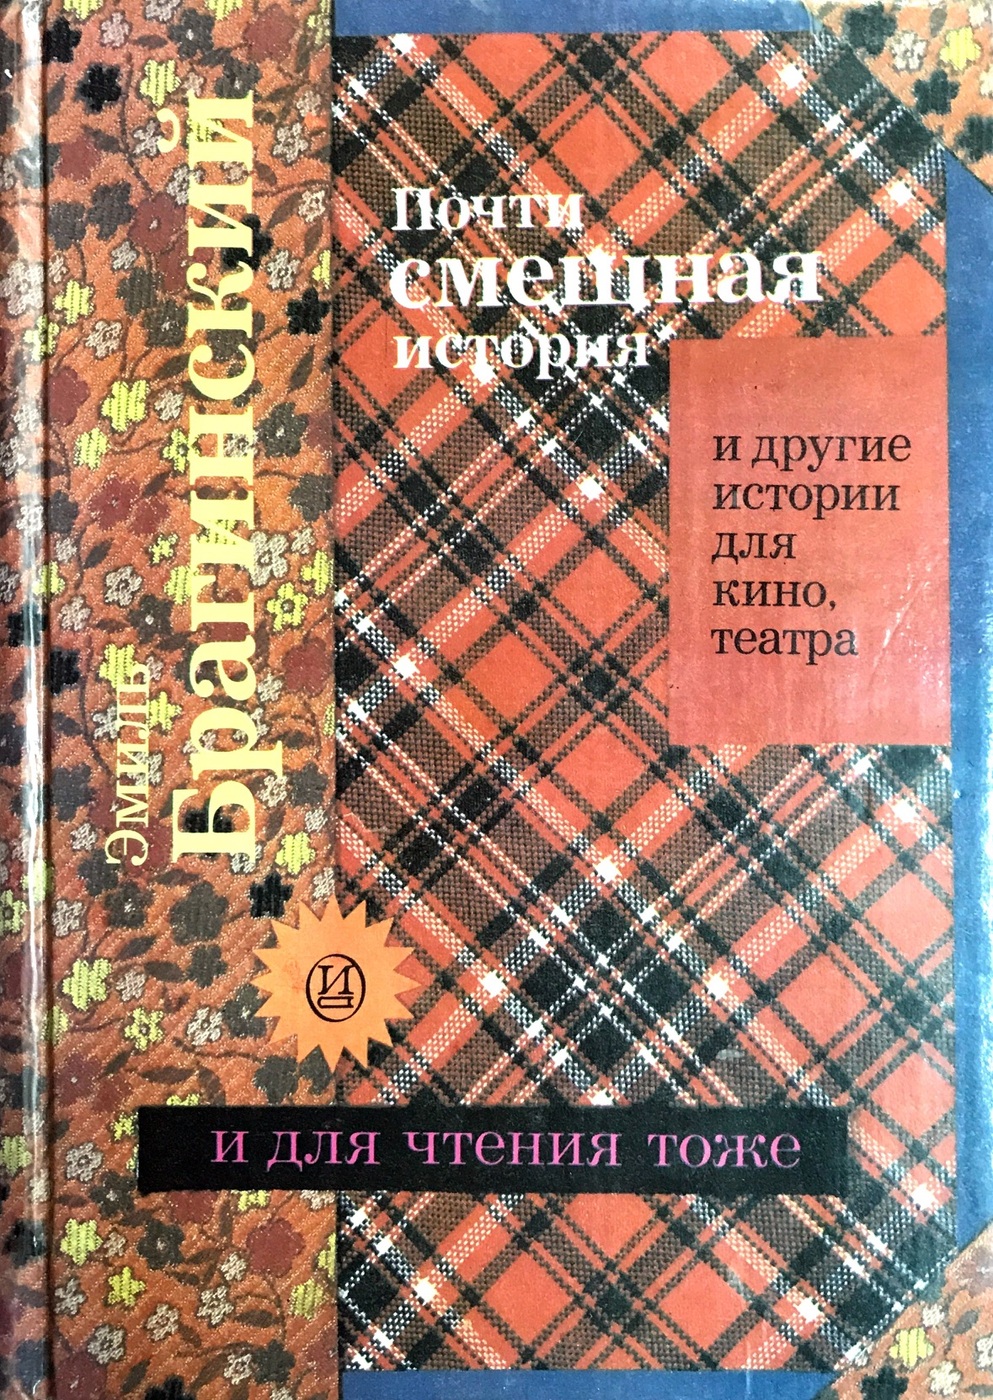 Эмиль
Брагинский
Почти
смешная
история
и другие
истории
для
кино,
театра
и для чтения тоже